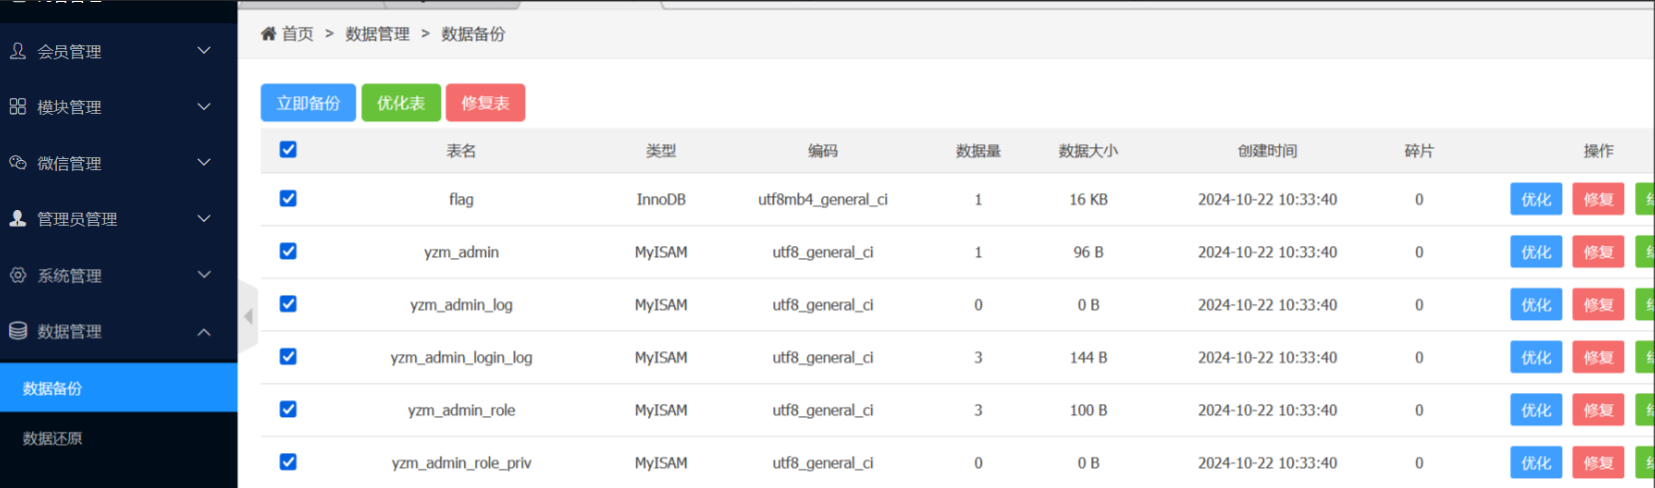 会员管理
模块管理
微信管理
管理员管理
系统管理
数据管理
数据备份
数据还原
首页 > 数据管理 > 数据备份
立即备份 优化表 修复表
表名 类型 编码 数据量 数据大小 创建时间 碎片 操作
flag InnoDB utf8mb4_general_ci 1 16 KB 2024-10-22 10:33:40 0 优化 修复
yzm_admin MyISAM utf8_general_ci 1 96 B 2024-10-22 10:33:40 0 优化 修复
yzm_admin_log MyISAM utf8_general_ci 0 0 B 2024-10-22 10:33:40 0 优化 修复
yzm_admin_login_log MyISAM utf8_general_ci 3 144 B 2024-10-22 10:33:40 0 优化 修复
yzm_admin_role MyISAM utf8_general_ci 3 100 B 2024-10-22 10:33:40 0 优化 修复
yzm_admin_role_priv MyISAM utf8_general_ci 0 0 B 2024-10-22 10:33:40 0 优化 修复